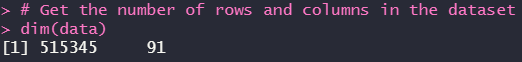 > # Get the number of rows and columns in the dataset
> dim(data)
[1] 515345     91